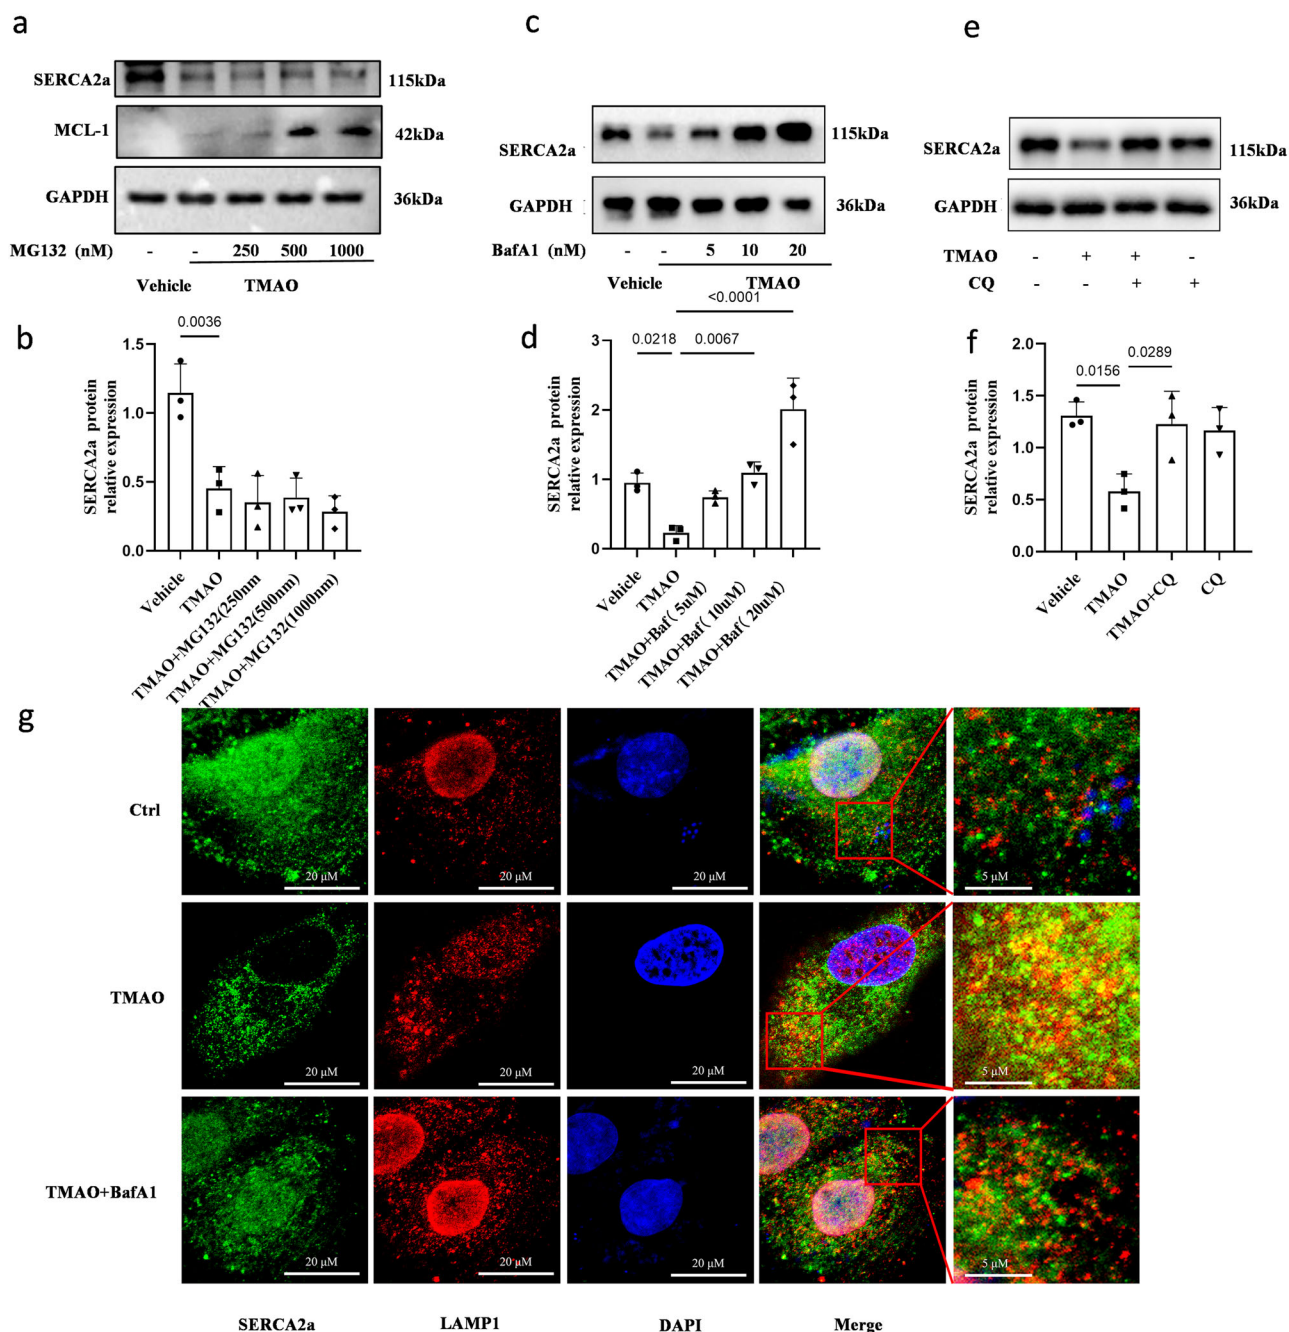 a
SERCA2a
115kDa
MCL-1
42kDa
GAPDH
36kDa
MG132 (nM) - - 250 500 1000
Vehicle TMAO
c
SERCA2a
115kDa
GAPDH
36kDa
BafA1 (nM) - - 5 10 20
Vehicle TMAO
e
SERCA2a
115kDa
GAPDH
36kDa
TMAO - + + -
CQ - - + +
b
0.0036
SERCA2a protein
relative expression
1.5
1.0
0.5
0.0
Vehicle
TMAO
TMAO+MG132(250nm
TMAO+MG132(500nm)
TMAO+MG132(1000nm)
d
<0.0001
0.0218
0.0067
SERCA2a protein
relative expression
3
2
1
0
Vehicle
TMAO
TMAO+Baf( 5uM)
TMAO+Baf( 10uM)
TMAO+Baf( 20uM)
f
0.0156
0.0289
SERCA2a protein
relative expression
2.0
1.5
1.0
0.5
0.0
Vehicle
TMAO
TMAO+CQ
CQ
g
Ctrl
20 μM
20 μM
20 μM
20 μM
5 μM
TMAO
20 μM
20 μM
20 μM
20 μM
5 μM
TMAO+BafA1
20 μM
20 μM
20 μM
20 μM
5 μM
SERCA2a
LAMP1
DAPI
Merge